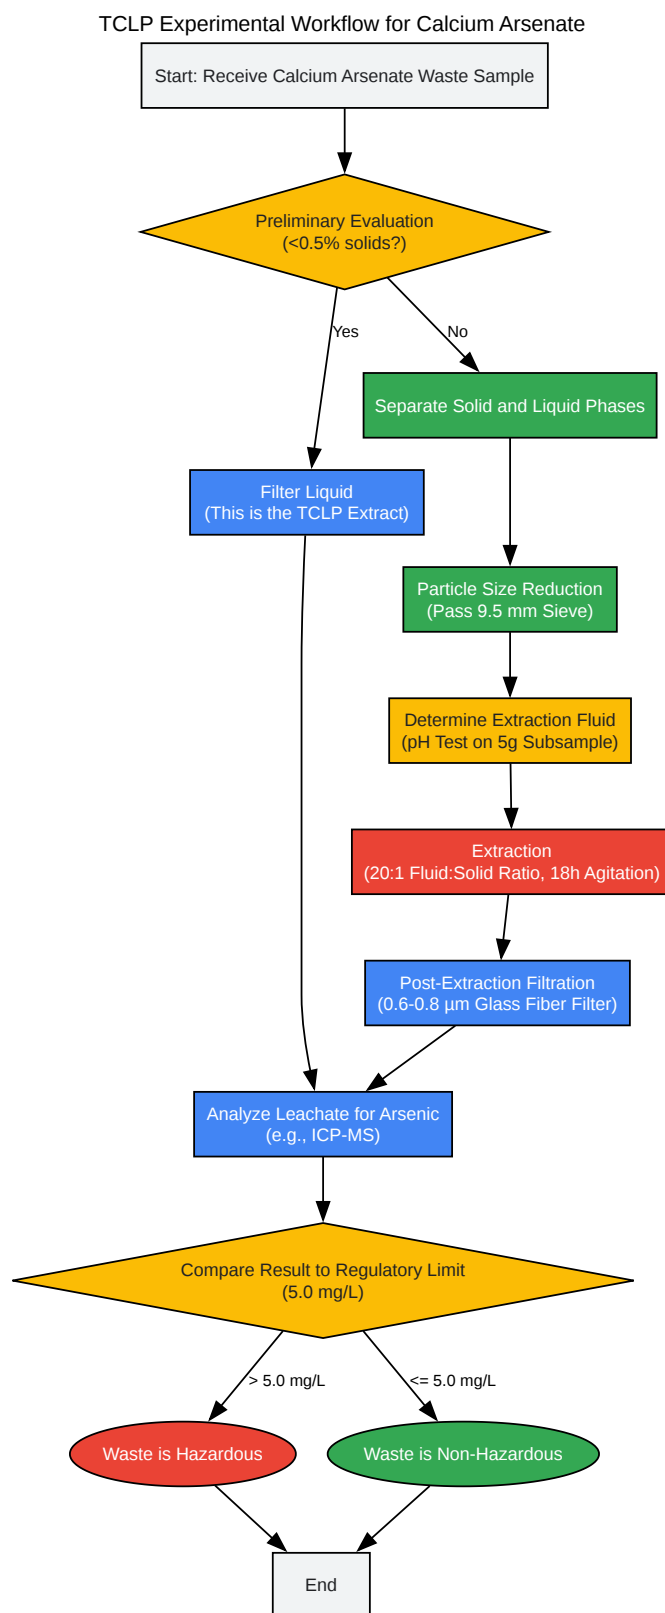 TCLP Experimental Workflow for Calcium Arsenate
Start: Receive Calcium Arsenate Waste Sample
Preliminary Evaluation
(<0.5% solids?)
Yes
No
Separate Solid and Liquid Phases
Filter Liquid
(This is the TCLP Extract)
Particle Size Reduction
(Pass 9.5 mm Sieve)
Determine Extraction Fluid
(pH Test on 5g Subsample)
Extraction
(20:1 Fluid:Solid Ratio, 18h Agitation)
Post-Extraction Filtration
(0.6-0.8 µm Glass Fiber Filter)
Analyze Leachate for Arsenic
(e.g., ICP-MS)
Compare Result to Regulatory Limit
(5.0 mg/L)
> 5.0 mg/L
<= 5.0 mg/L
Waste is Hazardous
Waste is Non-Hazardous
End